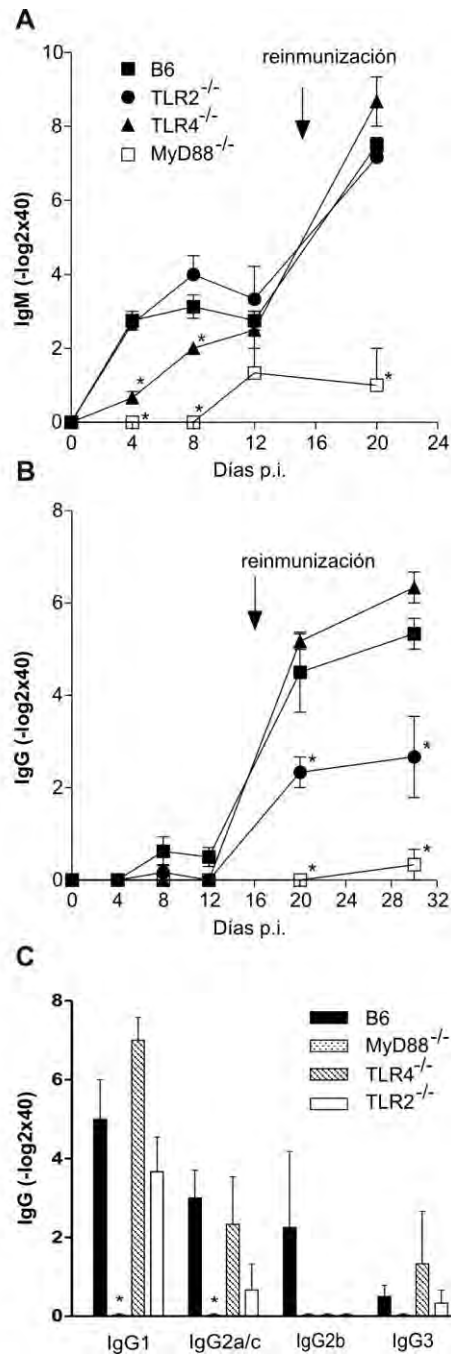 A
10
8
6
4
2
0
IgM (-log2x40)
B6
TLR2-/-
TLR4-/-
MyD88-/-
reinmunización
*
*
*
*
*
0 4 8 12 16 20 24
Días p.i.
B
8
6
4
2
0
IgG (-log2x40)
reinmunización
*
*
*
*
0 4 8 12 16 20 24 28 32
Días p.i.
C
8
6
4
2
0
IgG (-log2x40)
B6
MyD88-/-
TLR4-/-
TLR2-/-
*
*
IgG1 IgG2a/c IgG2b IgG3